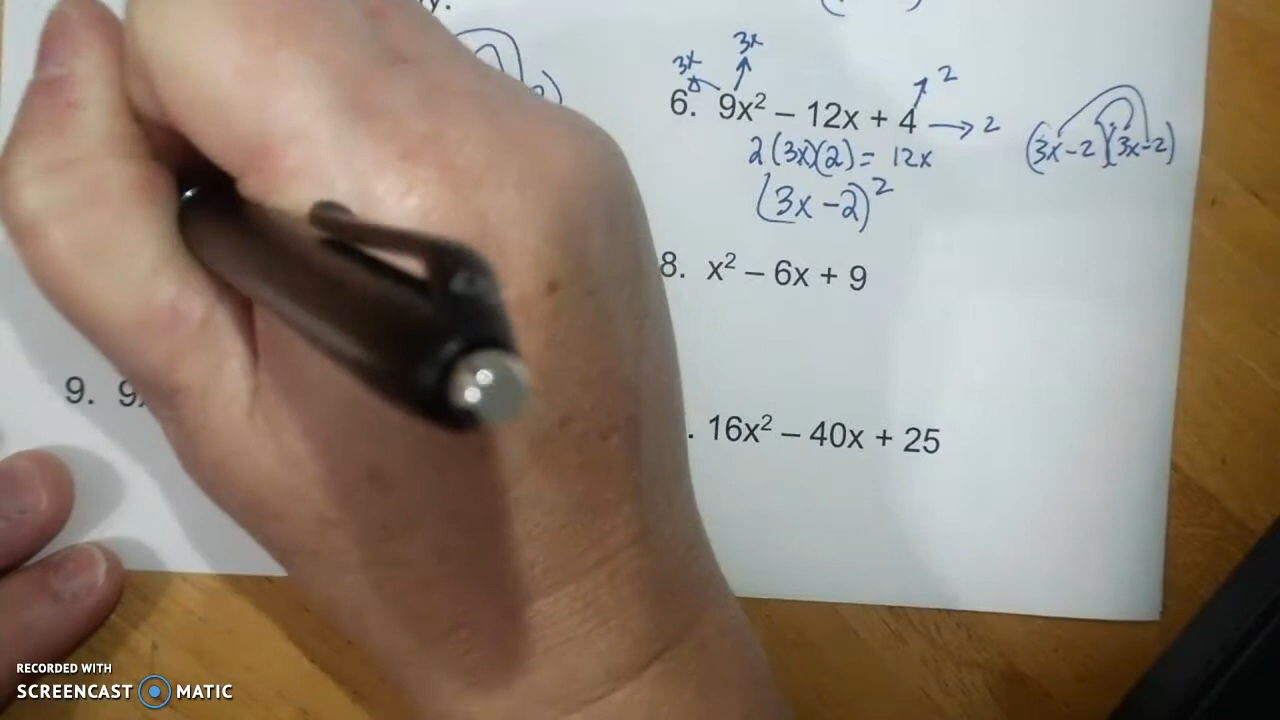 y.
3x 3x 2
6. 9x² – 12x + 4 → 2 (3x-2)(3x-2)
2(3x)(2) = 12x
(3x-2)²
8. x² – 6x + 9
9. 9
. 16x² – 40x + 25
RECORDED WITH
SCREENCAST MATIC